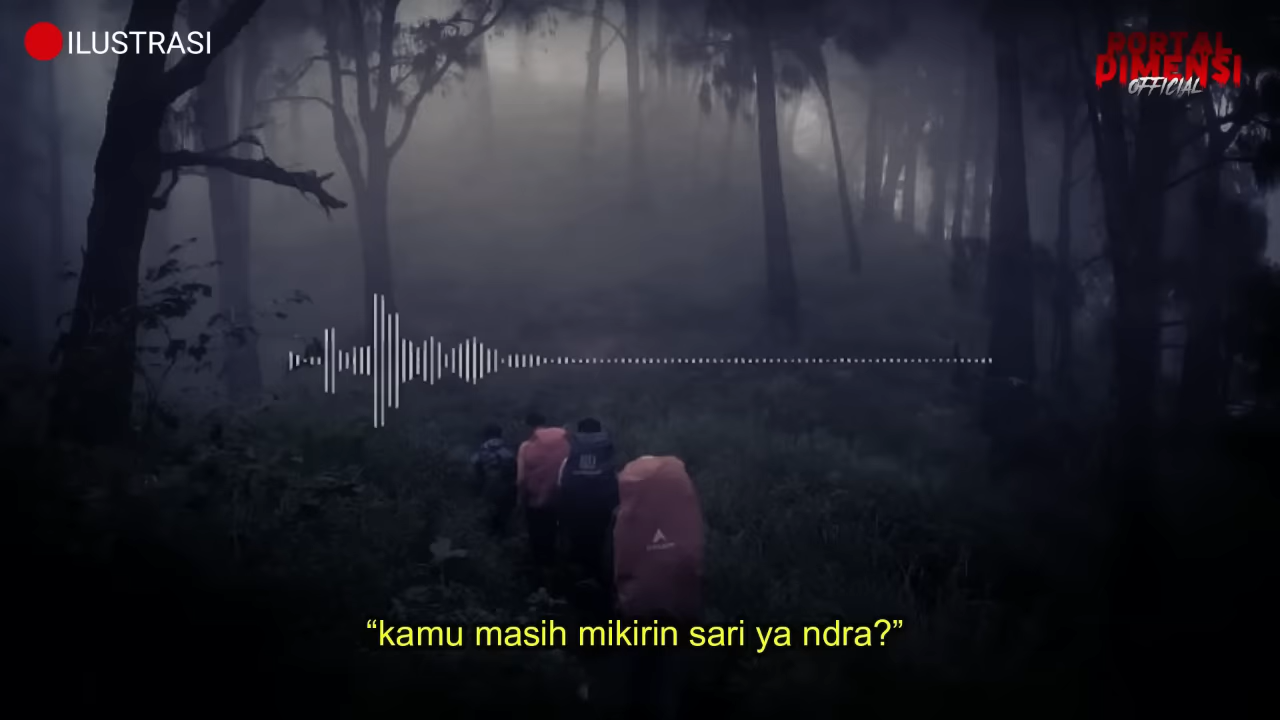 ILUSTRASI
PORTAL
DIMENSI
OFFICIAL
“kamu masih mikirin sari ya ndra?”